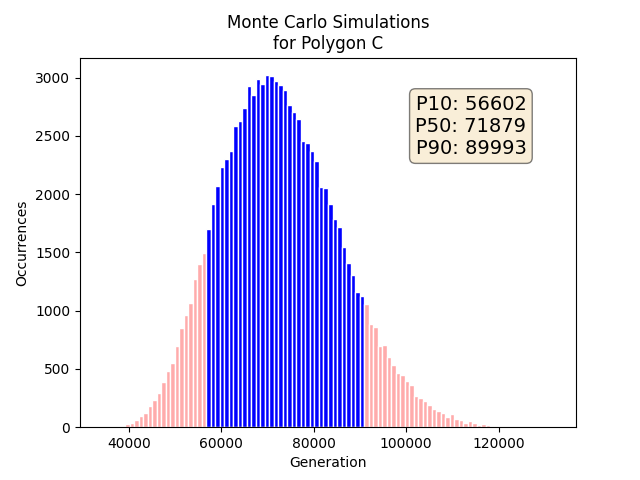 Monte Carlo Simulations
for Polygon C
P10: 56602
P50: 71879
P90: 89993
3000
2500
2000
1500
1000
500
0
Occurrences
40000 60000 80000 100000 120000
Generation